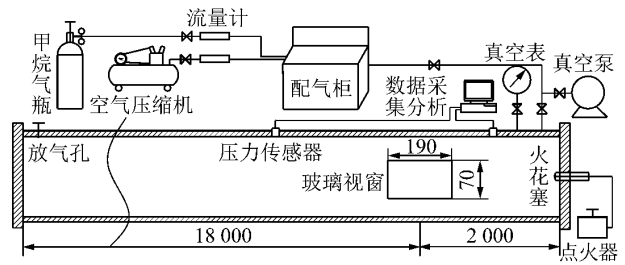 流量计
甲烷气瓶
空气压缩机
配气柜
数据采
集分析
真空表
真空泵
放气孔
压力传感器
190
玻璃视窗
70
火花塞
18 000
2 000
点火器